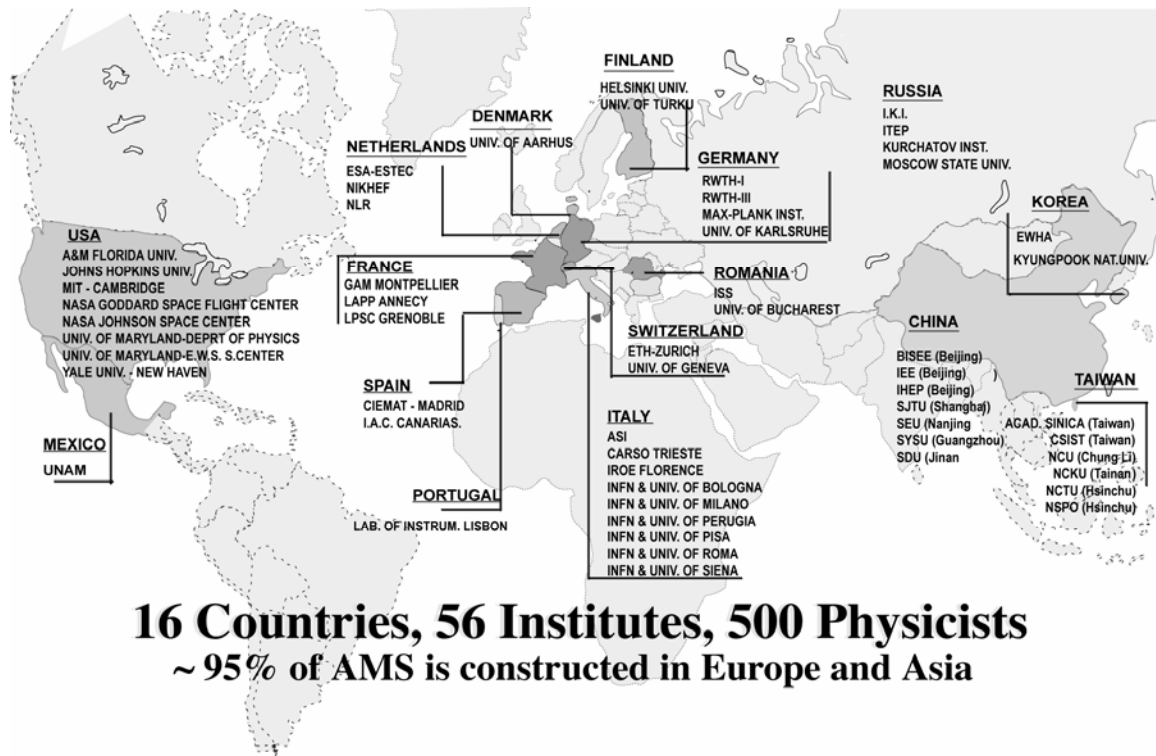 FINLAND
HELSINKI UNIV.
UNIV. OF TURKU
RUSSIA
I.K.I.
ITEP
KURCHATOV INST.
MOSCOW STATE UNIV.
DENMARK
UNIV. OF AARHUS
NETHERLANDS
ESA-ESTEC
NIKHEF
NLR
GERMANY
RWTH-I
RWTH-III
MAX-PLANK INST.
UNIV. OF KARLSRUHE
KOREA
EWHA
KYUNGPOOK NAT.UNIV.
USA
A&M FLORIDA UNIV.
JOHNS HOPKINS UNIV.
MIT - CAMBRIDGE
NASA GODDARD SPACE FLIGHT CENTER
NASA JOHNSON SPACE CENTER
UNIV. OF MARYLAND-DEPRT OF PHYSICS
UNIV. OF MARYLAND-E.W.S. S.CENTER
YALE UNIV. - NEW HAVEN
FRANCE
GAM MONTPELLIER
LAPP ANNECY
LPSC GRENOBLE
ROMANIA
ISS
UNIV. OF BUCHAREST
SWITZERLAND
ETH-ZURICH
UNIV. OF GENEVA
CHINA
BISEE (Beijing)
IEE (Beijing) )
IHEP (Beijing)
SJTU (Shanghai)
SEU (Nanjing
SYSU (Guangzhou)
SDU (Jinan
TAIWAN
AGAD. SINICA (Taiwan)
CSIST (Taiwan)
NCU (Chung Li)
NCKU (Tainan)
NCTU (Hsinchu)
NSPO (Hsinchu)
SPAIN
CIEMAT - MADRID
I.A.C. CANARIAS.
MEXICO
UNAM
ITALY
ASI
CARSO TRIESTE
IROE FLORENCE
INFN & UNIV. OF BOLOGNA
INFN & UNIV. OF MILANO
INFN & UNIV. OF PERUGIA
INFN & UNIV. OF PISA
INFN & UNIV. OF ROMA
INFN & UNIV. OF SIENA
PORTUGAL
LAB. OF INSTRUM. LISBON
16 Countries, 56 Institutes, 500 Physicists
~ 95% of AMS is constructed in Europe and Asia